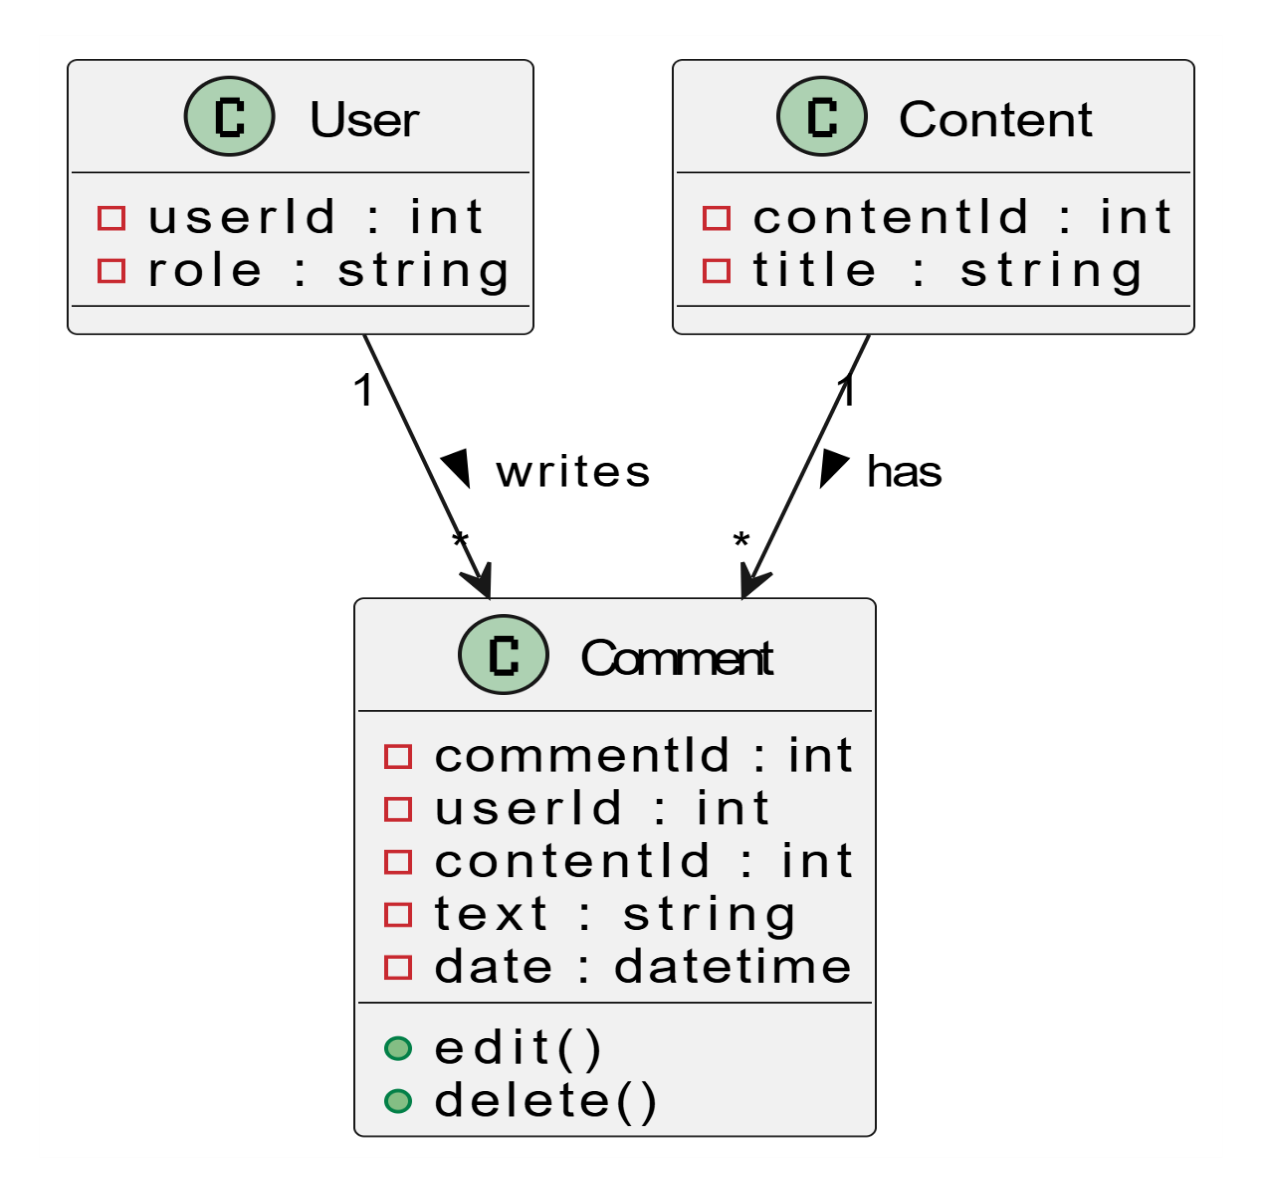 C User
userId : int
role : string
C Content
contentId : int
title : string
1
1
writes
has
*
*
C Comment
commentId : int
userId : int
contentId : int
text : string
date : datetime
edit()
delete()